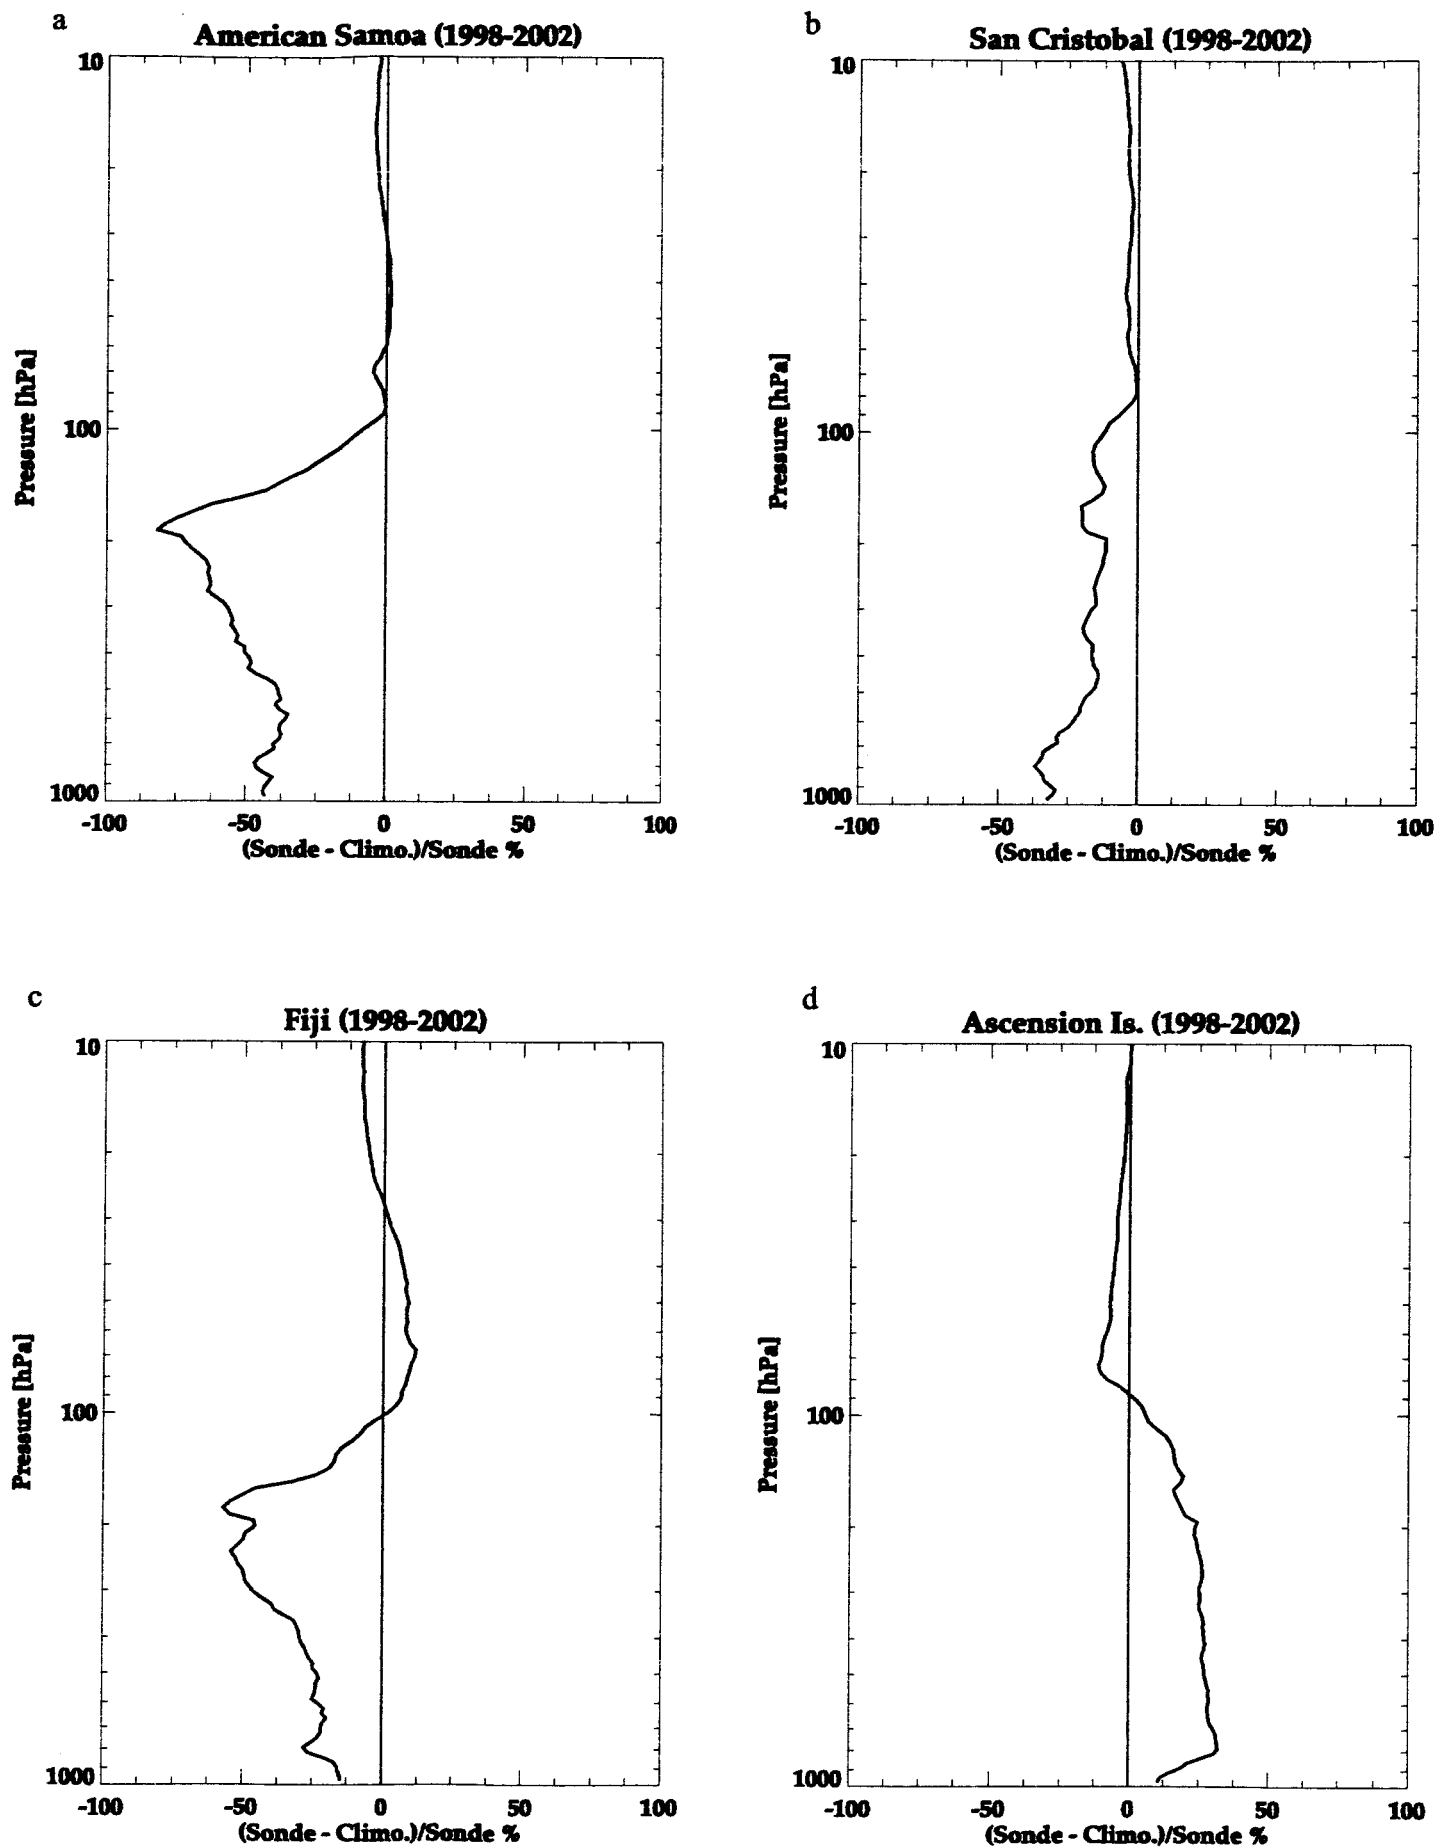 a
American Samoa (1998-2002)
10
100
1000
Pressure [hPa]
-100 -50 0 50 100
(Sonde - Climo.)/Sonde %
b
San Cristobal (1998-2002)
10
100
1000
Pressure [hPa]
-100 -50 0 50 100
(Sonde - Climo.)/Sonde %
c
Fiji (1998-2002)
10
100
1000
Pressure [hPa]
-100 -50 0 50 100
(Sonde - Climo.)/Sonde %
d
Ascension Is. (1998-2002)
10
100
1000
Pressure [hPa]
-100 -50 0 50 100
(Sonde - Climo.)/Sonde %